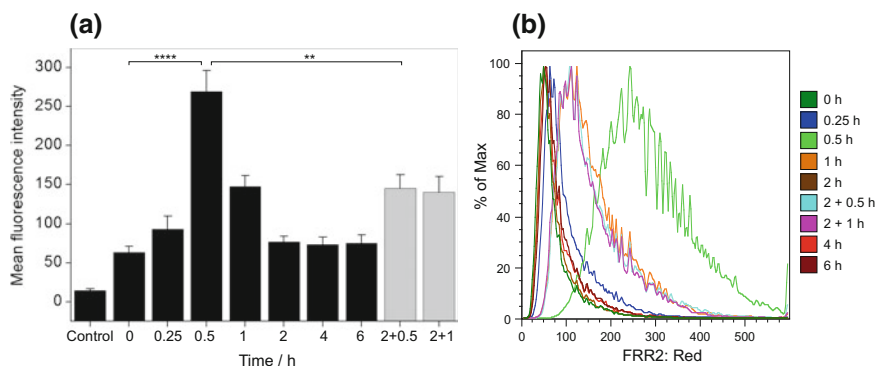 (a)
Mean fluorescence intensity
300
250
200
150
100
50
0
****
**
Control 0 0.25 0.5 1 2 4 6 2+0.5 2+1
Time / h
(b)
% of Max
100
80
60
40
20
0
0 100 200 300 400 500
FRR2: Red
0 h
0.25 h
0.5 h
1 h
2 h
2 + 0.5 h
2 + 1 h
4 h
6 h